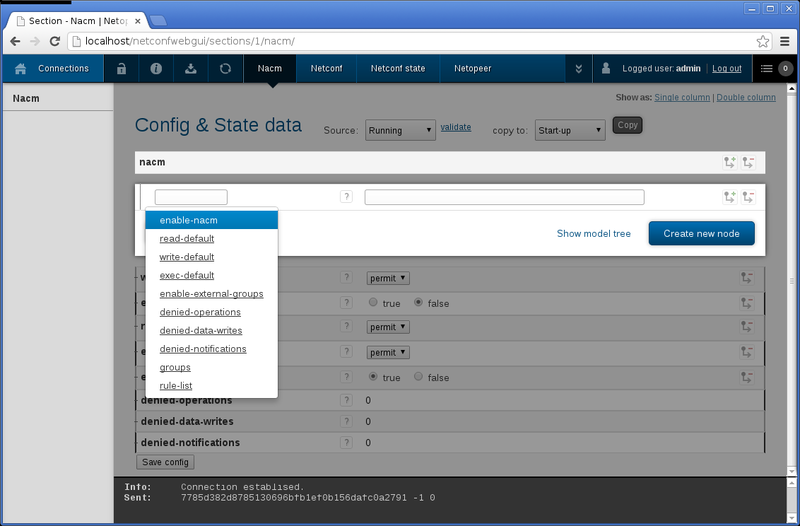 Section - Nacm | Netop
localhost/netconfwebgui/sections/1/nacm/
Connections Nacm Netconf Netconf state Netopeer Logged user: admin | Log out 0
Nacm
Show as: Single column | Double column
Config & State data Source: Running validate copy to: Start-up Copy
nacm
?
enable-nacm
Show model tree Create new node
read-default
write-default
exec-default
enable-external-groups
denied-operations
denied-data-writes
denied-notifications
groups
rule-list
w ? permit
e ? true false
r ? permit
e ? permit
e ? true false
denied-operations ? 0
denied-data-writes ? 0
denied-notifications ? 0
Save config
Info: Connection establised.
Sent: 7785d382d8785130696bfb1ef0b156dafc0a2791 -1 0